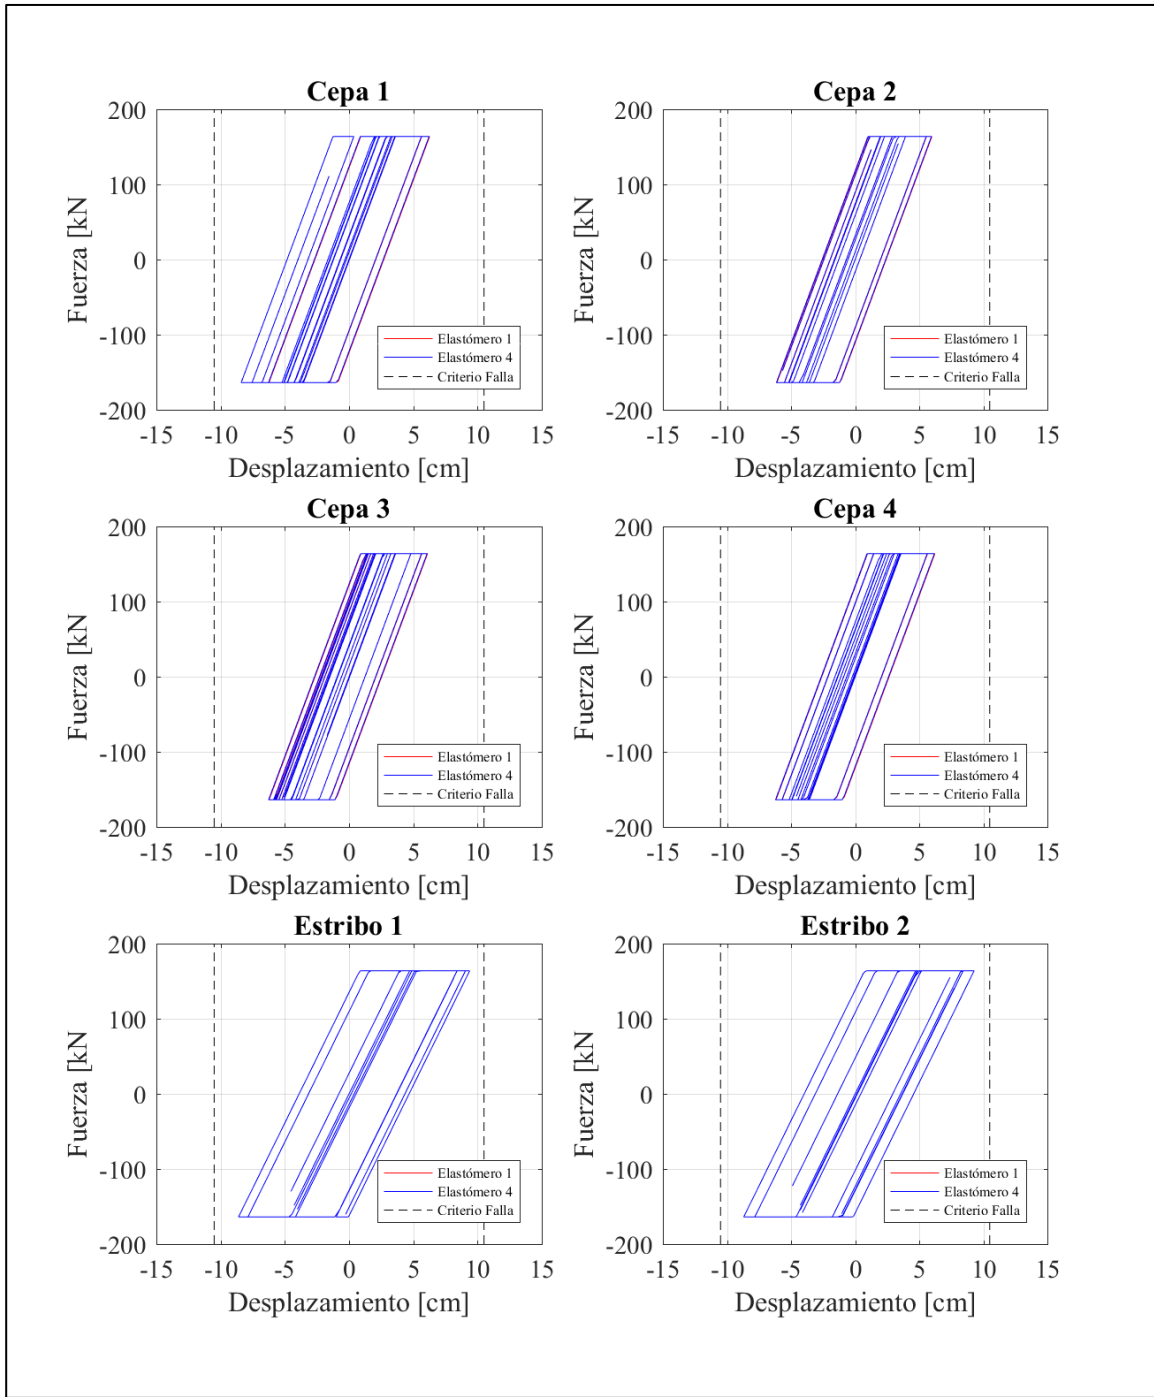 Cepa 1
200
100
0
-100
-200
Fuerza [kN
Elastómero 1
Elastómero 4
Criterio Falla
-15 -10 -5 0 5 10 15
Desplazamiento [cm]
Cepa 2
200
100
0
-100
-200
Fuerza [kN
Elastómero 1
Elastómero 4
Criterio Falla
-15 -10 -5 0 5 10 15
Desplazamiento [cm]
Cepa 3
200
100
0
-100
-200
Fuerza [kN
Elastómero 1
Elastómero 4
Criterio Falla
-15 -10 -5 0 5 10 15
Desplazamiento [cm]
Cepa 4
200
100
0
-100
-200
Fuerza [kN
Elastómero 1
Elastómero 4
Criterio Falla
-15 -10 -5 0 5 10 15
Desplazamiento [cm]
Estribo 1
200
100
0
-100
-200
Fuerza [kN
Elastómero 1
Elastómero 4
Criterio Falla
-15 -10 -5 0 5 10 15
Desplazamiento [cm]
Estribo 2
200
100
0
-100
-200
Fuerza [kN
Elastómero 1
Elastómero 4
Criterio Falla
-15 -10 -5 0 5 10 15
Desplazamiento [cm]